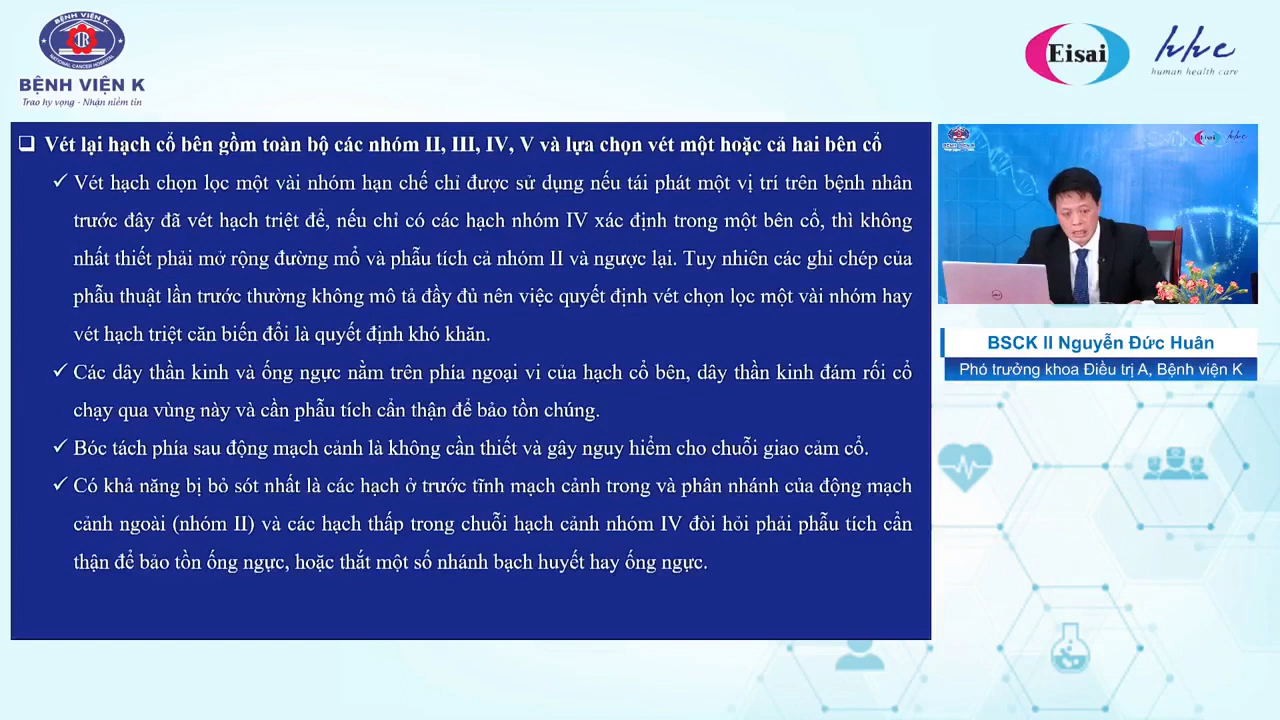 BỆNH VIỆN K
NATIONAL CANCER HOSPITAL
BỆNH VIỆN K
Trao hy vọng - Nhận niềm tin
Eisai
hhc
human health care
❑ Vét lại hạch cổ bên gồm toàn bộ các nhóm II, III, IV, V và lựa chọn vét một hoặc cả hai bên cổ
✓ Vét hạch chọn lọc một vài nhóm hạn chế chỉ được sử dụng nếu tái phát một vị trí trên bệnh nhân
trước đây đã vét hạch triệt để, nếu chỉ có các hạch nhóm IV xác định trong một bên cổ, thì không
nhất thiết phải mở rộng đường mổ và phẫu tích cả nhóm II và ngược lại. Tuy nhiên các ghi chép của
phẫu thuật lần trước thường không mô tả đầy đủ nên việc quyết định vét chọn lọc một vài nhóm hay
vét hạch triệt căn biến đổi là quyết định khó khăn.
✓ Các dây thần kinh và ống ngực nằm trên phía ngoại vi của hạch cổ bên, dây thần kinh đám rối cổ
chạy qua vùng này và cần phẫu tích cẩn thận để bảo tồn chúng.
✓ Bóc tách phía sau động mạch cảnh là không cần thiết và gây nguy hiểm cho chuỗi giao cảm cổ.
✓ Có khả năng bị bỏ sót nhất là các hạch ở trước tĩnh mạch cảnh trong và phân nhánh của động mạch
cảnh ngoài (nhóm II) và các hạch thấp trong chuỗi hạch cảnh nhóm IV đòi hỏi phải phẫu tích cẩn
thận để bảo tồn ống ngực, hoặc thắt một số nhánh bạch huyết hay ống ngực.
Eisai
hhc
BSCK II Nguyễn Đức Huân
Phó trưởng khoa Điều trị A, Bệnh viện K